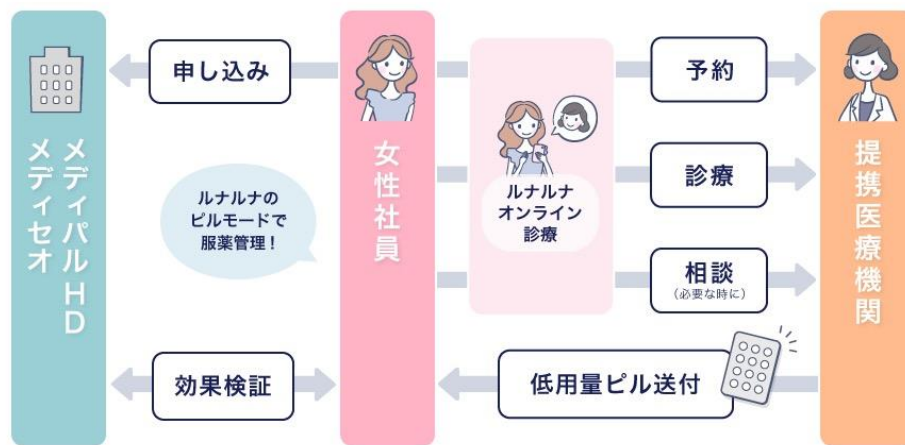 メディパルHD
メディセオ
申し込み
ルナルナの
ピルモードで
服薬管理！
効果検証
女性社員
ルナルナ
オンライン
診療
予約
診療
相談
（必要な時に）
低用量ピル送付
提携医療機関